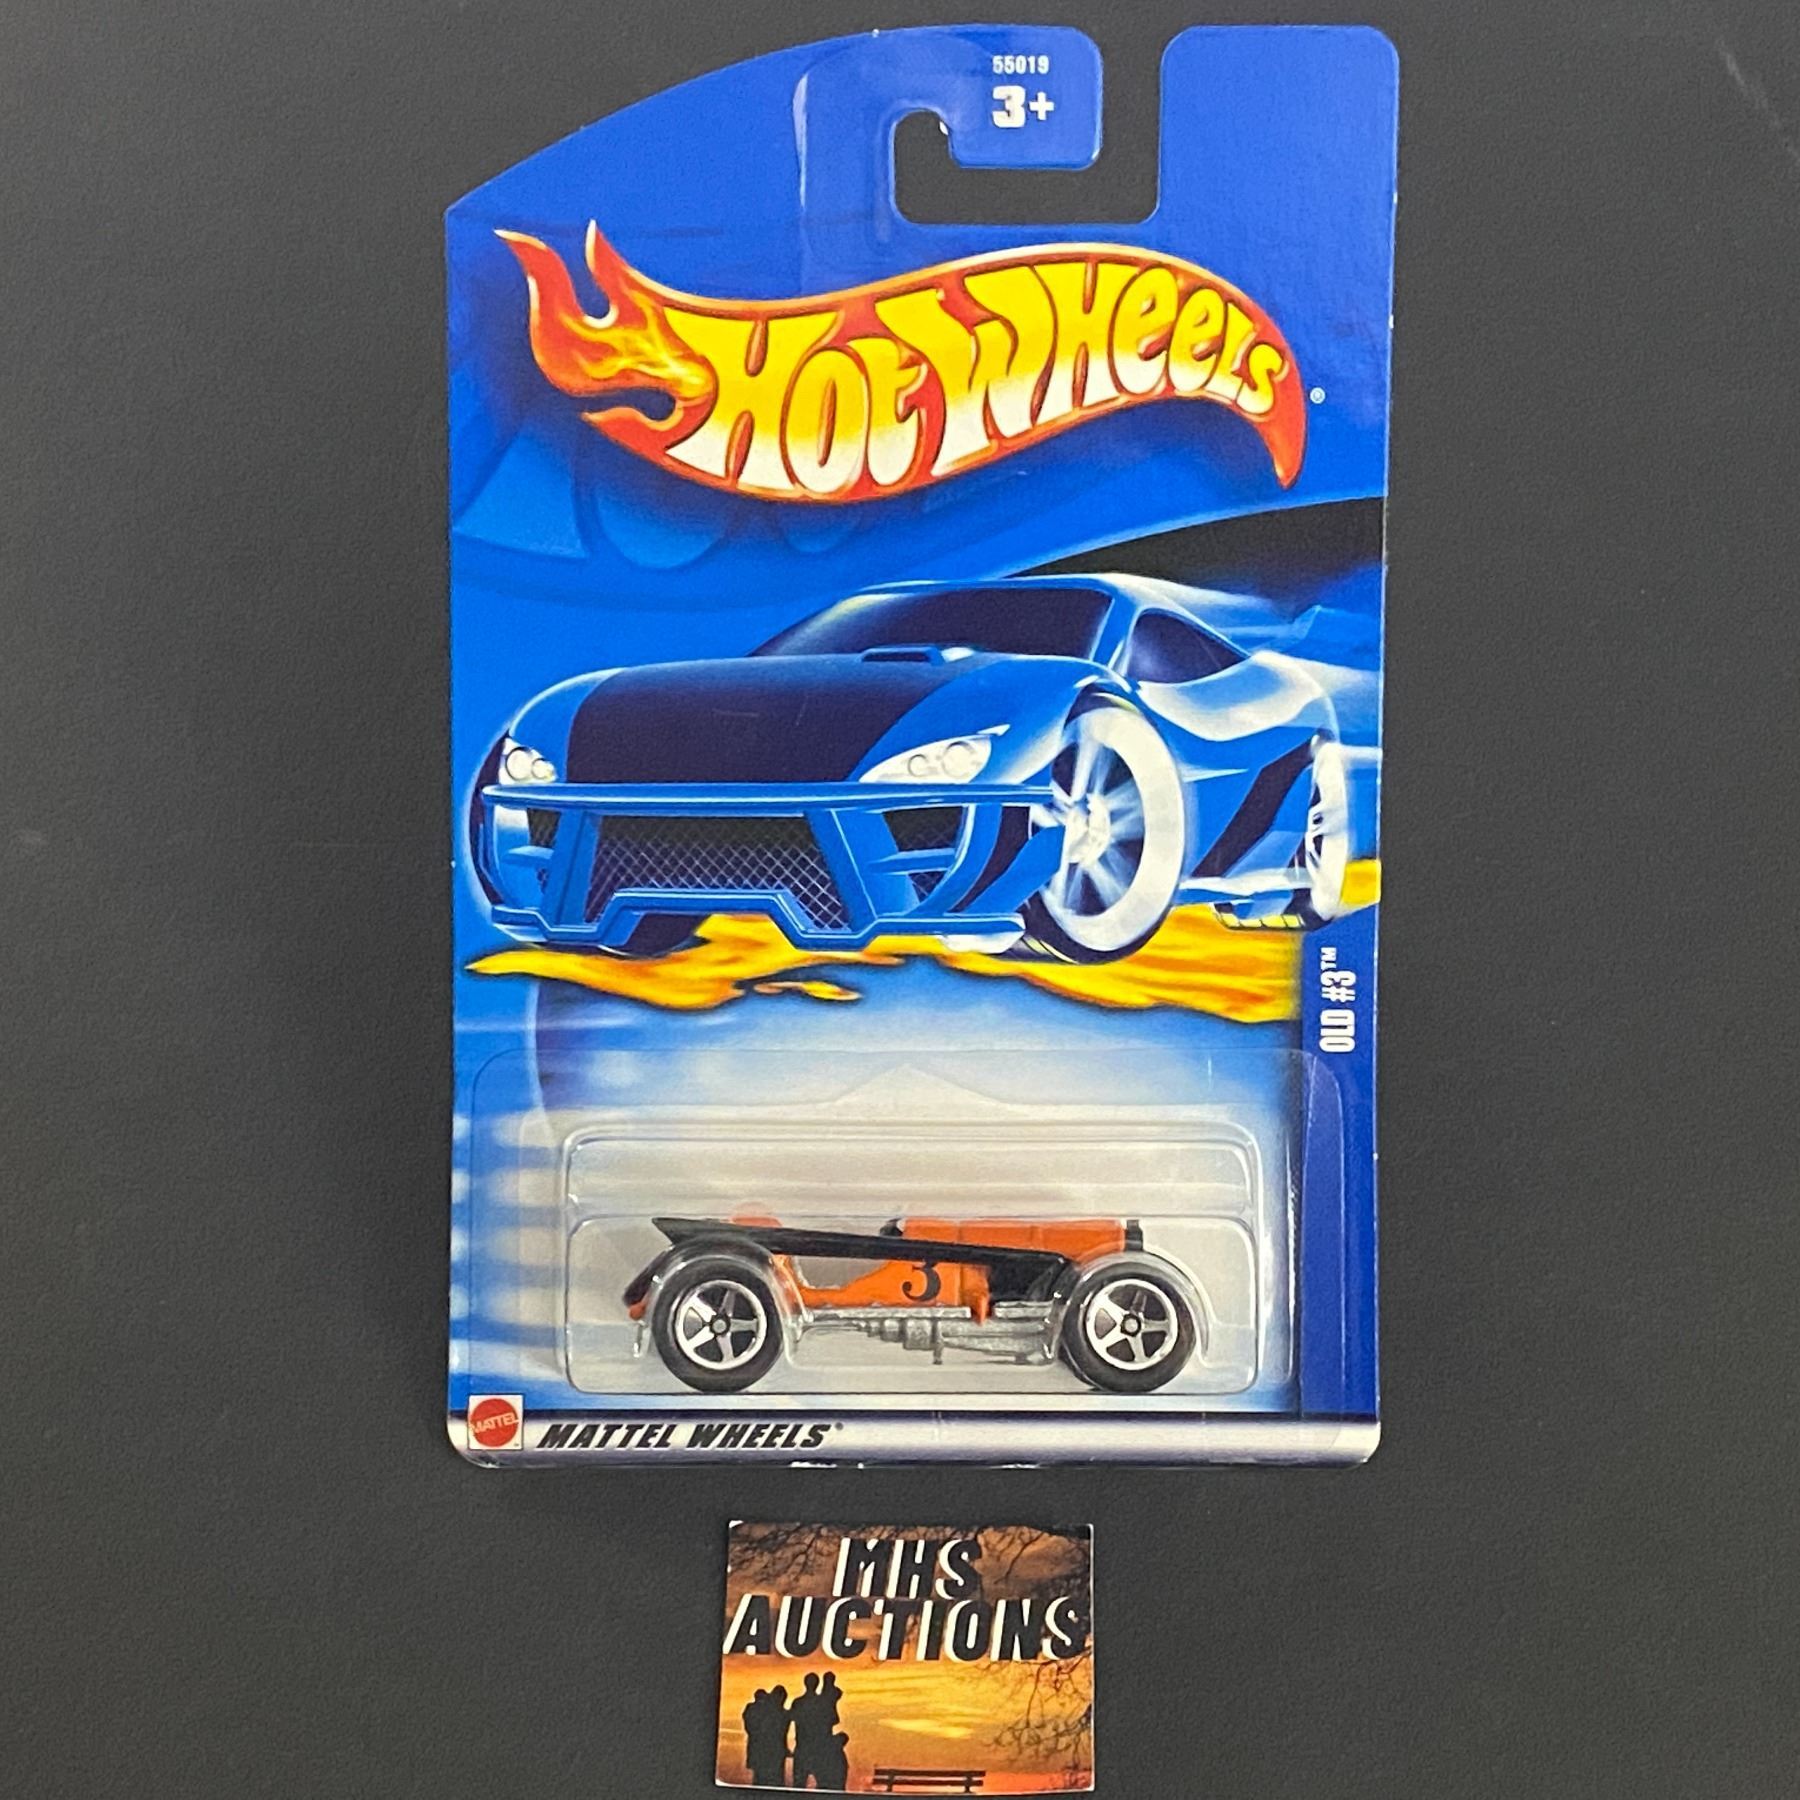 55019
3+
HOT WHEELS®
OLD #3™
3
MATTEL
MATTEL WHEELS®
MHS
AUCTIONS